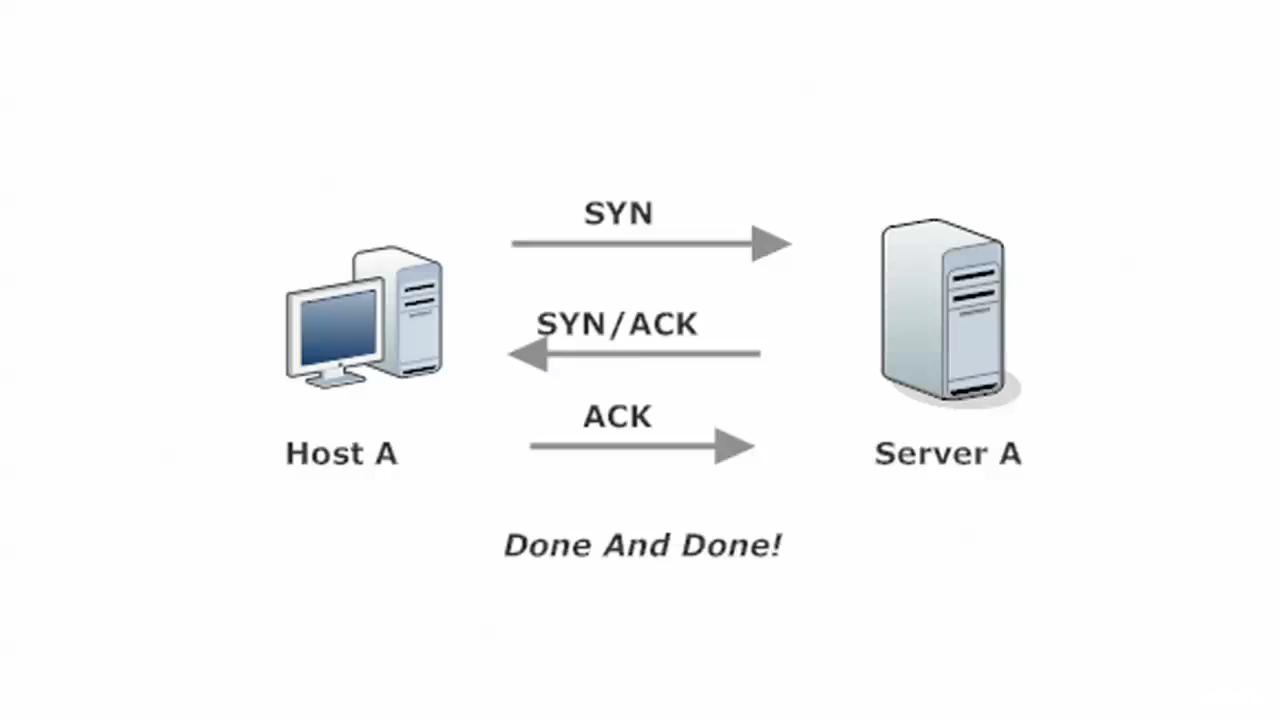 SYN
SYN/ACK
ACK
Host A
Server A
Done And Done!